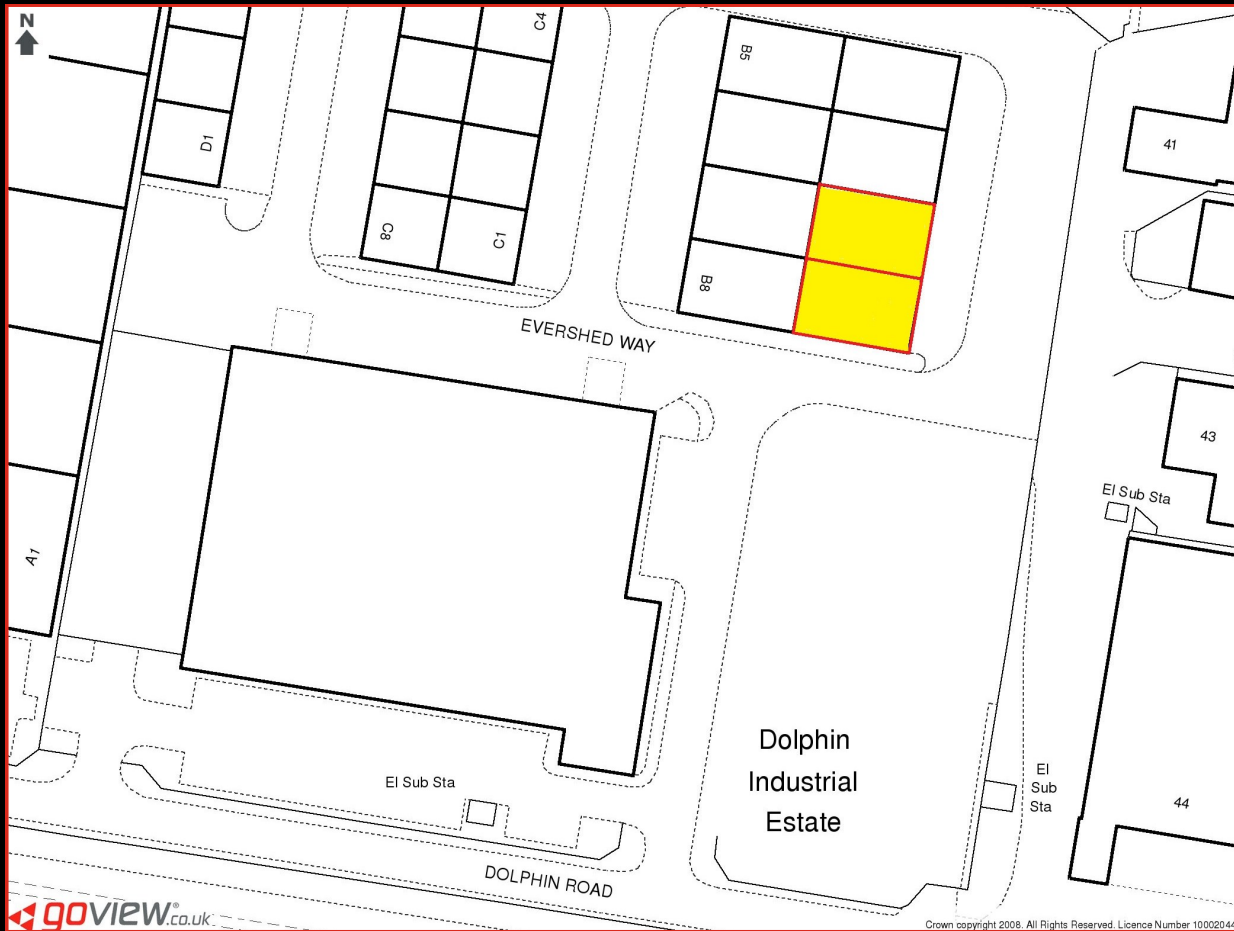 N
C4
B5
D1
41
C8
C1
B8
EVERSHED WAY
43
El Sub Sta
A1
Dolphin
Industrial
Estate
El
Sub
Sta
El Sub Sta
44
DOLPHIN ROAD
goview.co.uk
Crown copyright 2008. All Rights Reserved. Licence Number 10002044